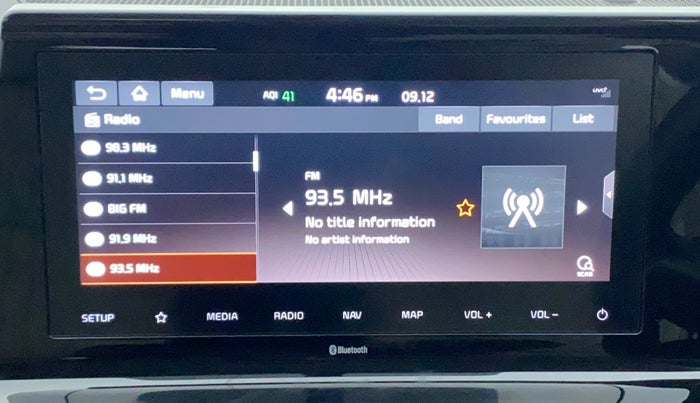 Menu AQI 41 4:46 PM 09.12 UVO
Radio Band Favourites List
98.3 MHz
91.1 MHz
BIG FM
91.9 MHz
93.5 MHz
FM
93.5 MHz
No title information
No artist information
SCAN
SETUP MEDIA RADIO NAV MAP VOL + VOL −
Bluetooth